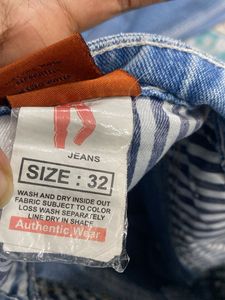 JEANS
SIZE : 32
WASH AND DRY INSIDE OUT
FABRIC SUBJECT TO COLOR
LOSS WASH SEPARATELY
LINE DRY IN SHADE
Authentic Wear